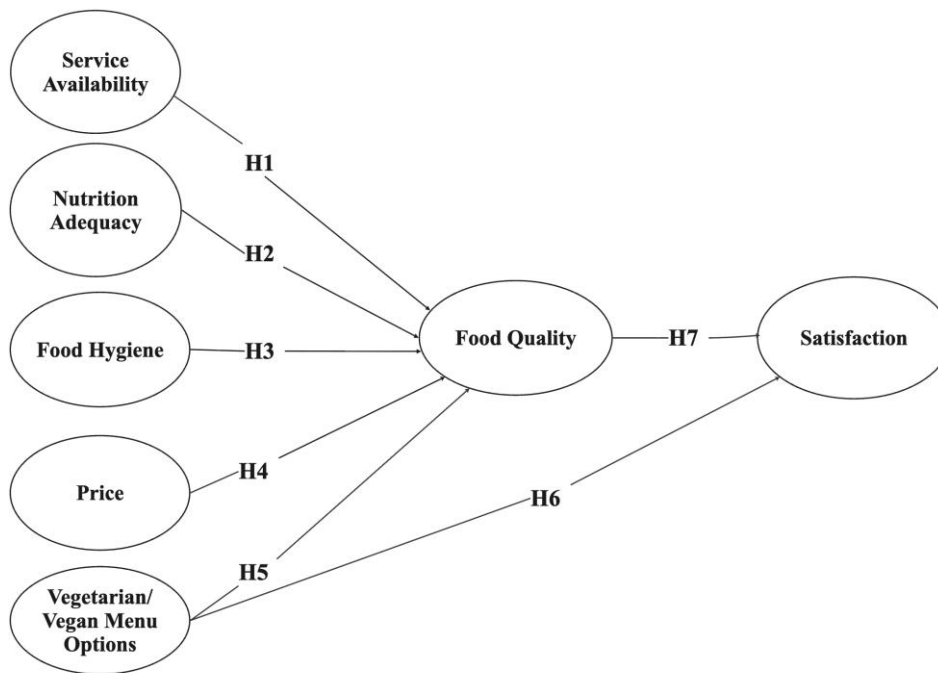 Service
Availability
H1
Nutrition
Adequacy
H2
Food Hygiene
H3
Food Quality
H7
Satisfaction
Price
H4
H6
Vegetarian/
Vegan Menu
Options
H5